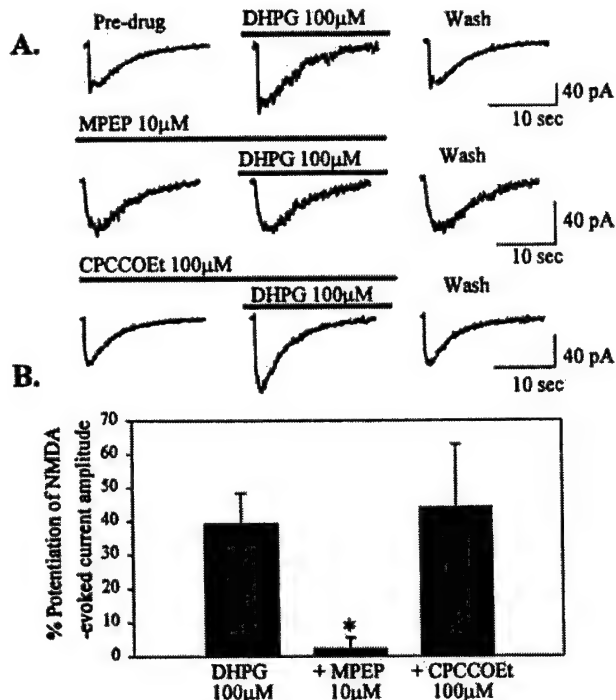 A.
Pre-drug
DHPG 100µM
Wash
40 pA
10 sec
MPEP 10µM
DHPG 100µM
Wash
40 pA
10 sec
CPCCOEt 100µM
DHPG 100µM
Wash
40 pA
10 sec
B.
% Potentiation of NMDA
-evoked current amplitude
70
60
50
40
30
20
10
0
*
DHPG
100µM
+ MPEP
10µM
+ CPCCOEt
100µM